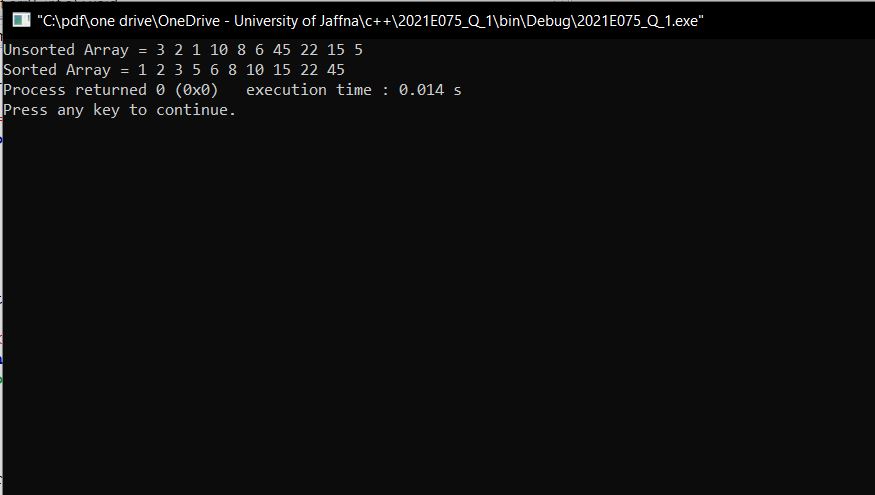 "C:\pdf\one drive\OneDrive - University of Jaffna\c++\2021E075_Q_1\bin\Debug\2021E075_Q_1.exe"
Unsorted Array = 3 2 1 10 8 6 45 22 15 5
Sorted Array = 1 2 3 5 6 8 10 15 22 45
Process returned 0 (0x0)   execution time : 0.014 s
Press any key to continue.